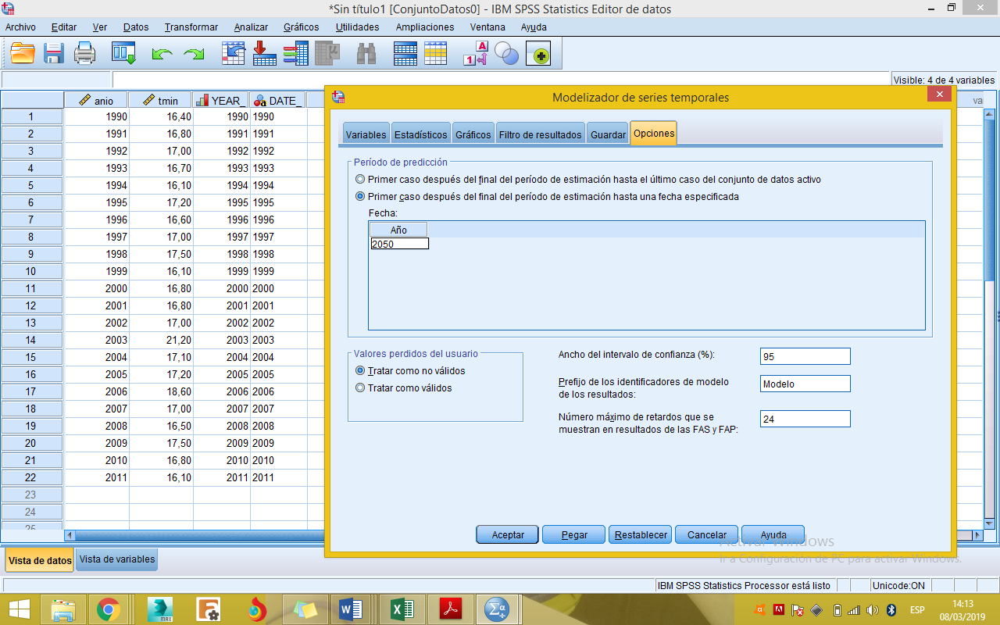 *Sin título1 [ConjuntoDatos0] - IBM SPSS Statistics Editor de datos
Archivo Editar Ver Datos Transformar Analizar Gráficos Utilidades Ampliaciones Ventana Ayuda
Visible: 4 de 4 variables
anio tmin YEAR_ DATE_ va
1 1990 16,40 1990 1990
2 1991 16,80 1991 1991
3 1992 17,00 1992 1992
4 1993 16,70 1993 1993
5 1994 16,10 1994 1994
6 1995 17,20 1995 1995
7 1996 16,60 1996 1996
8 1997 17,00 1997 1997
9 1998 17,50 1998 1998
10 1999 16,10 1999 1999
11 2000 16,80 2000 2000
12 2001 16,80 2001 2001
13 2002 17,00 2002 2002
14 2003 21,20 2003 2003
15 2004 17,10 2004 2004
16 2005 17,20 2005 2005
17 2006 18,60 2006 2006
18 2007 17,00 2007 2007
19 2008 16,50 2008 2008
20 2009 17,50 2009 2009
21 2010 16,80 2010 2010
22 2011 16,10 2011 2011
23
24
25
Modelizador de series temporales
Variables Estadísticos Gráficos Filtro de resultados Guardar Opciones
Período de predicción
Primer caso después del final del período de estimación hasta el último caso del conjunto de datos activo
Primer caso después del final del período de estimación hasta una fecha especificada
Fecha:
Año
2050
Valores perdidos del usuario
Tratar como no válidos
Tratar como válidos
Ancho del intervalo de confianza (%): 95
Prefijo de los identificadores de modelo
de los resultados: Modelo
Número máximo de retardos que se
muestran en resultados de las FAS y FAP: 24
Aceptar Pegar Restablecer Cancelar Ayuda
Activar Windows
Ir a Configuración de PC para activar Windows.
Vista de datos Vista de variables
IBM SPSS Statistics Processor está listo Unicode:ON
ESP
14:13
08/03/2019